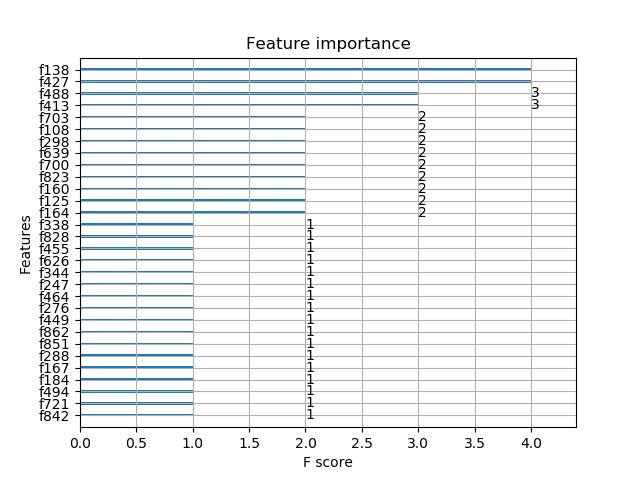 Feature importance
f138
f427
f488 3
f413 3
f703 2
f108 2
f298 2
f639 2
f700 2
f823 2
f160 2
f125 2
f164 2
f338 1
f828 1
f455 1
f626 1
f344 1
f247 1
f464 1
f276 1
f449 1
f862 1
f851 1
f288 1
f167 1
f184 1
f494 1
f721 1
f842 1
Features
0.0 0.5 1.0 1.5 2.0 2.5 3.0 3.5 4.0
F score